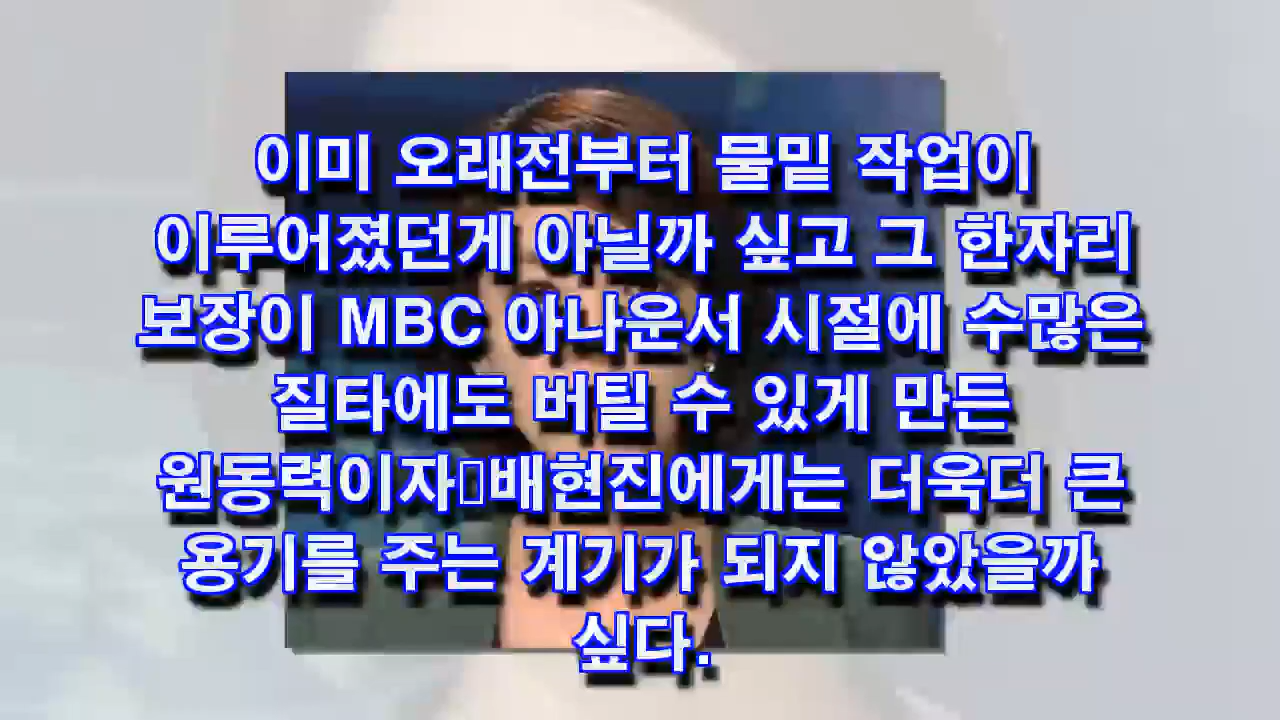 이미 오래전부터 물밑 작업이
이루어졌던게 아닐까 싶고 그 한자리
보장이 MBC 아나운서 시절에 수많은
질타에도 버틸 수 있게 만든
원동력이자 배현진에게는 더욱더 큰
용기를 주는 계기가 되지 않았을까
싶다.